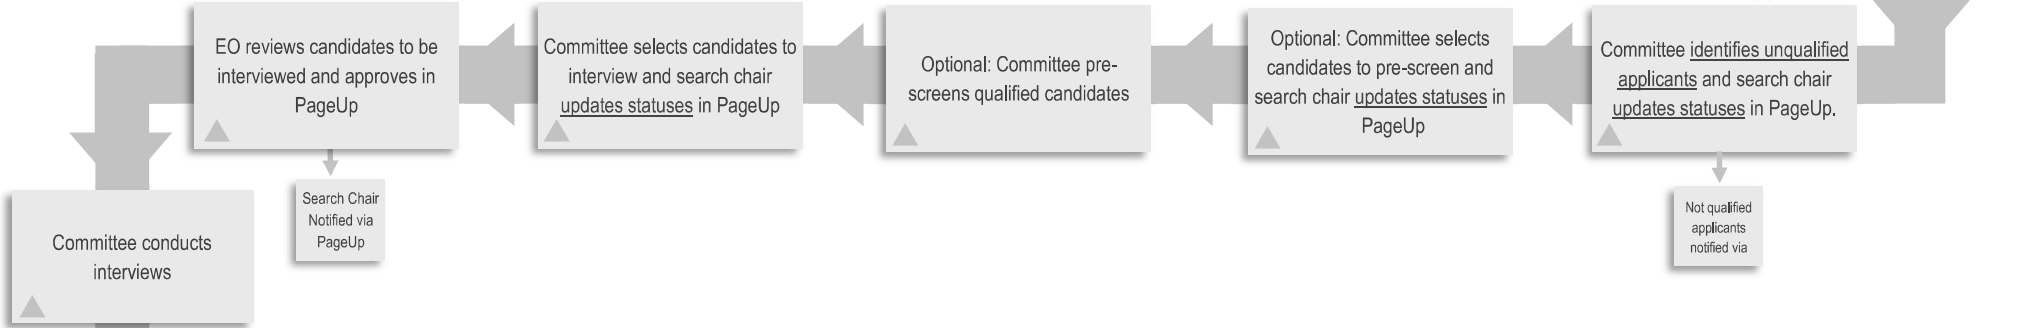 EO reviews candidates to be
interviewed and approves in
PageUp
Committee selects candidates to
interview and search chair
updates statuses in PageUp
Optional: Committee pre-
screens qualified candidates
Optional: Committee selects
candidates to pre-screen and
search chair updates statuses in
PageUp
Committee identifies unqualified
applicants and search chair
updates statuses in PageUp.
Search Chair
Notified via
PageUp
Not qualified
applicants
notified via
Committee conducts
interviews